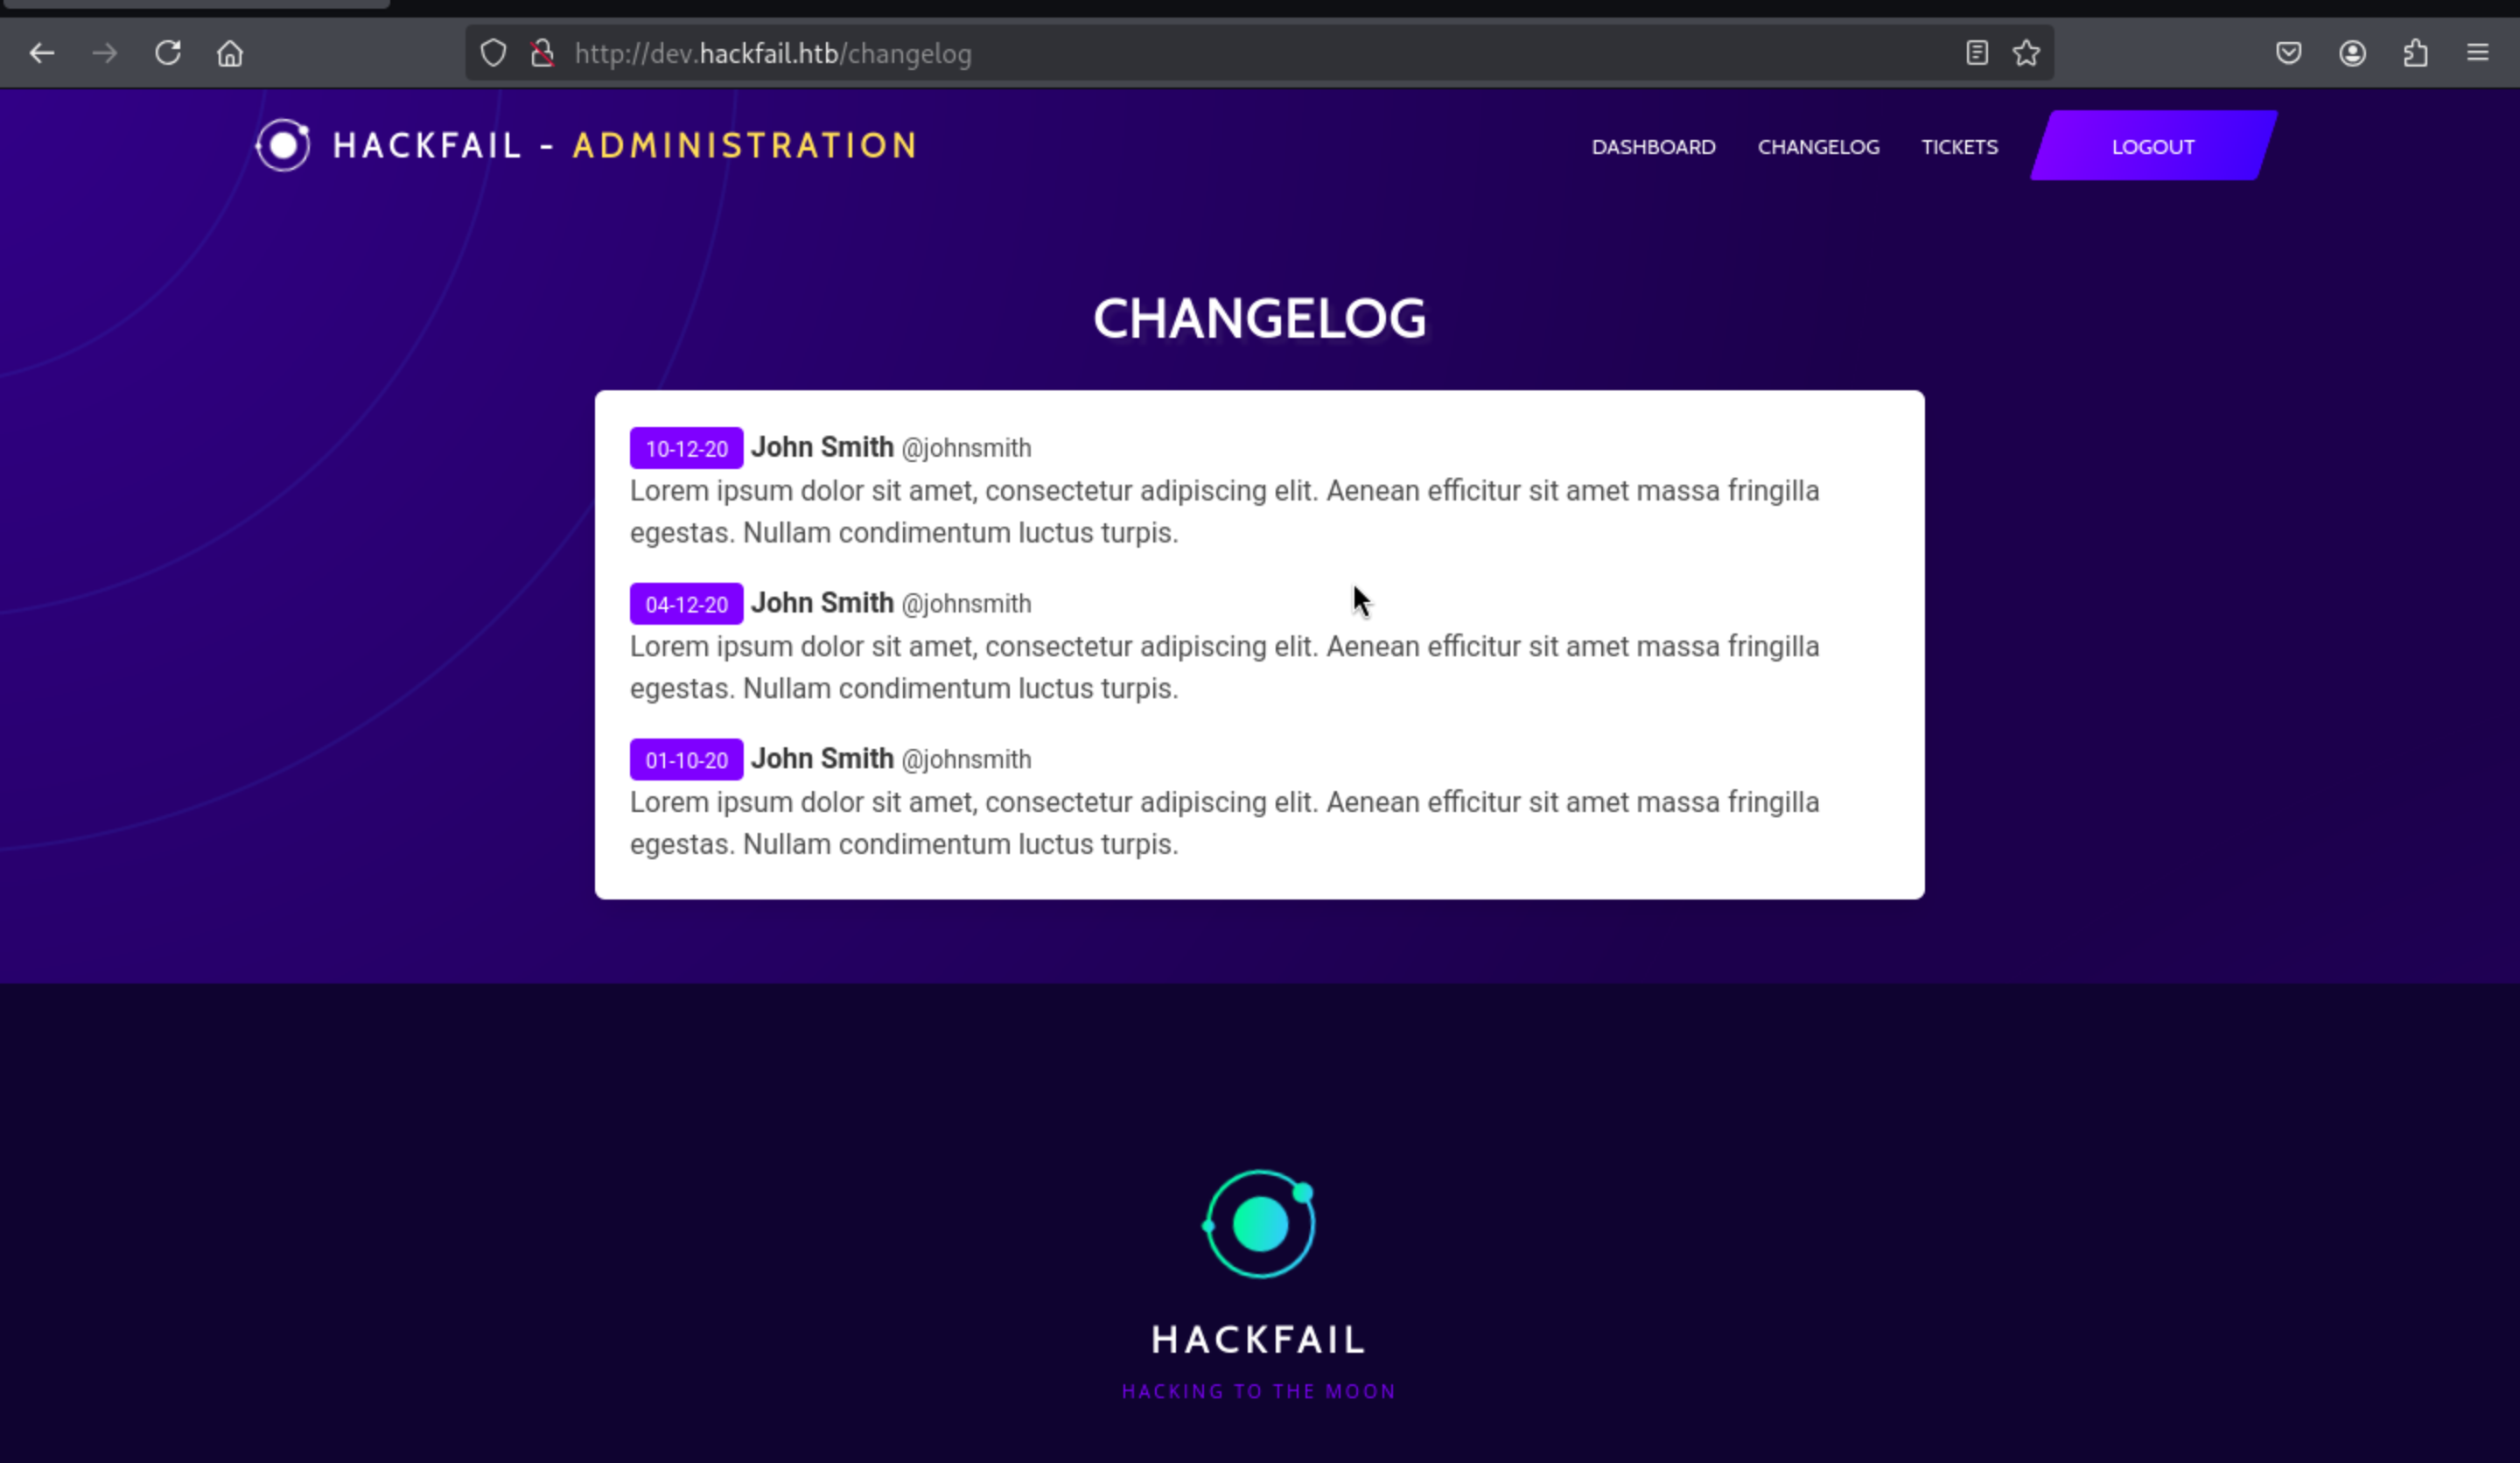 http://dev.hackfail.htb/changelog
HACKFAIL - ADMINISTRATION
DASHBOARD
CHANGELOG
TICKETS
LOGOUT
CHANGELOG
10-12-20 John Smith @johnsmith
Lorem ipsum dolor sit amet, consectetur adipiscing elit. Aenean efficitur sit amet massa fringilla
egestas. Nullam condimentum luctus turpis.
04-12-20 John Smith @johnsmith
Lorem ipsum dolor sit amet, consectetur adipiscing elit. Aenean efficitur sit amet massa fringilla
egestas. Nullam condimentum luctus turpis.
01-10-20 John Smith @johnsmith
Lorem ipsum dolor sit amet, consectetur adipiscing elit. Aenean efficitur sit amet massa fringilla
egestas. Nullam condimentum luctus turpis.
HACKFAIL
HACKING TO THE MOON